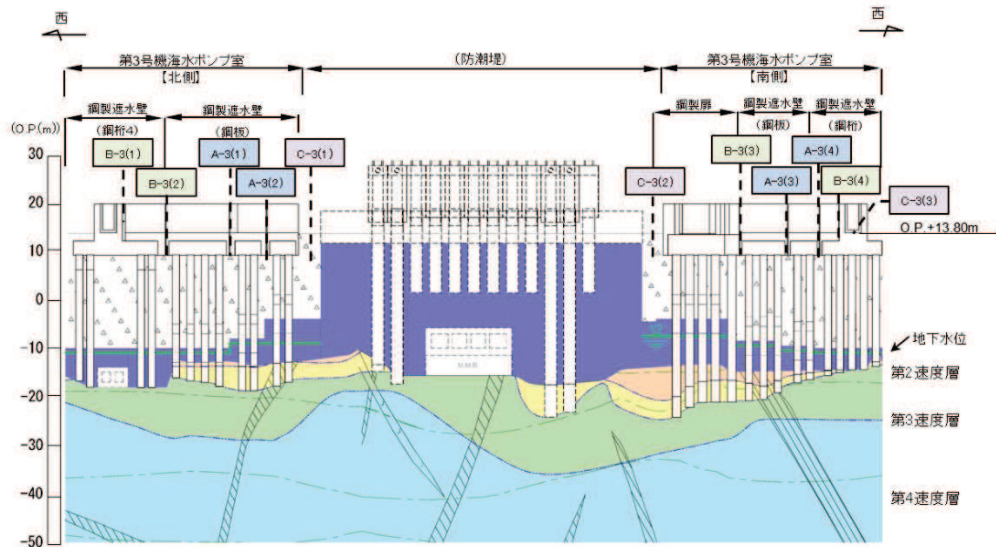 西
西
第3号機海水ポンプ室
【北側】
(防潮堤)
第3号機海水ポンプ室
【南側】
鋼製遮水壁
(鋼桁4)
鋼製遮水壁
(鋼板)
鋼製扉
鋼製遮水壁
(鋼板)
鋼製遮水壁
(鋼桁)
(O.P.(m))
B-3(1)
A-3(1)
C-3(1)
B-3(3)
A-3(4)
B-3(2)
A-3(2)
C-3(2)
A-3(3)
B-3(4)
C-3(3)
O.P.+13.80m
30
20
10
0
-10
-20
-30
-40
-50
地下水位
第2速度層
第3速度層
第4速度層